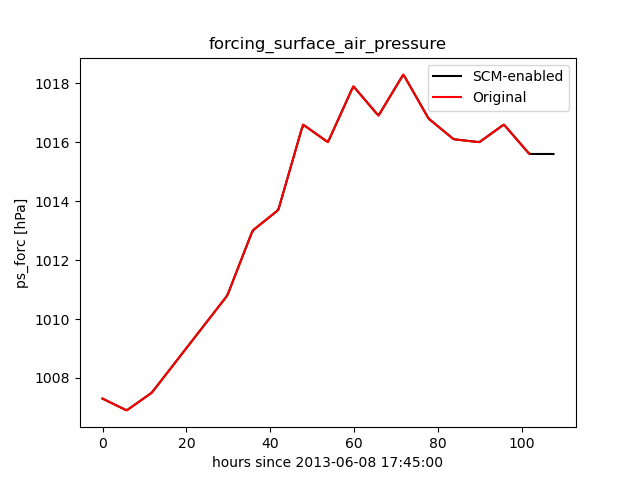 forcing_surface_air_pressure
SCM-enabled
Original
1018
1016
1014
1012
1010
1008
ps_forc [hPa]
0 20 40 60 80 100
hours since 2013-06-08 17:45:00